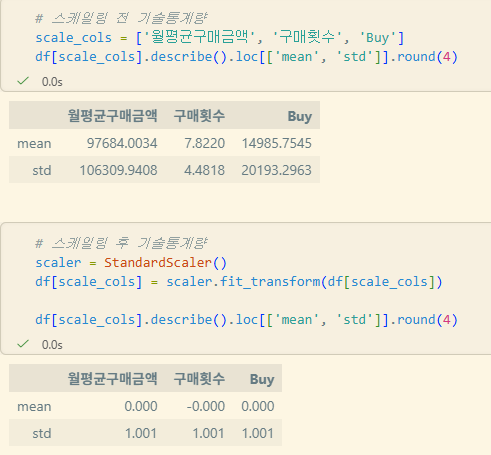 # 스케일링 전 기술통계량
scale_cols = ['월평균구매금액', '구매횟수', 'Buy']
df[scale_cols].describe().loc[['mean', 'std']].round(4)
✓ 0.0s
월평균구매금액 구매횟수 Buy
mean 97684.0034 7.8220 14985.7545
std 106309.9408 4.4818 20193.2963
# 스케일링 후 기술통계량
scaler = StandardScaler()
df[scale_cols] = scaler.fit_transform(df[scale_cols])
df[scale_cols].describe().loc[['mean', 'std']].round(4)
✓ 0.0s
월평균구매금액 구매횟수 Buy
mean 0.000 -0.000 0.000
std 1.001 1.001 1.001